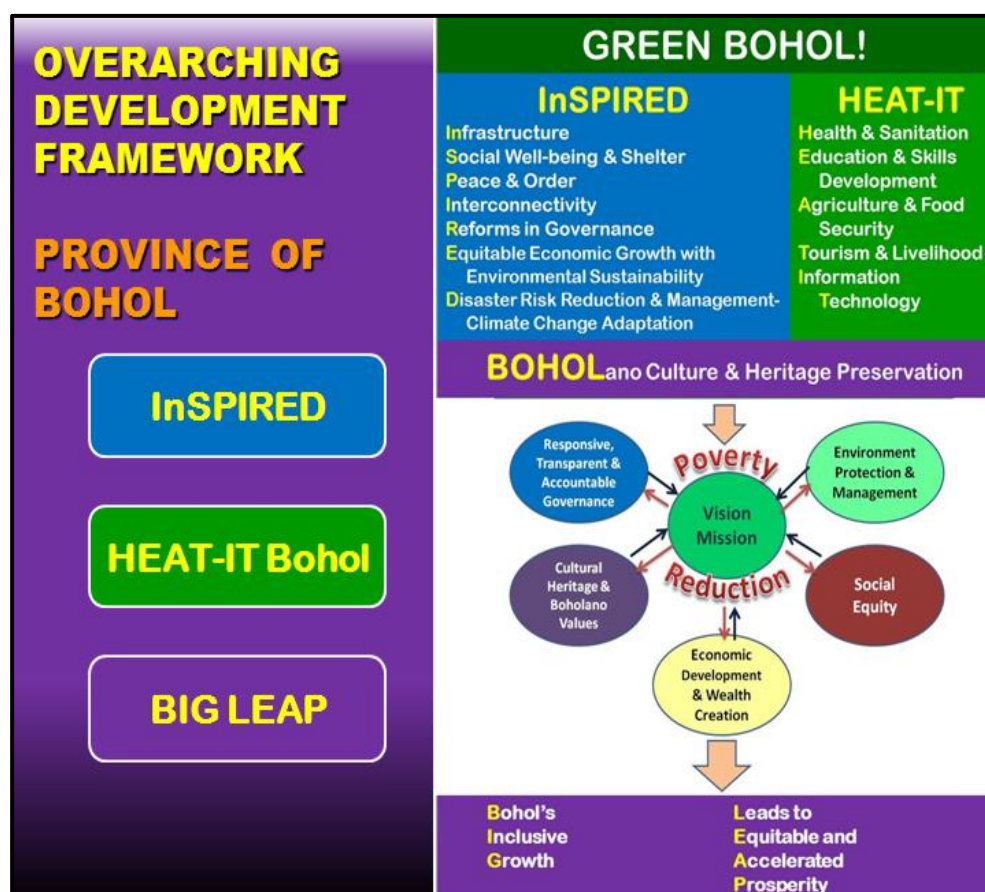 OVERARCHING
DEVELOPMENT
FRAMEWORK
PROVINCE OF
BOHOL
InSPIRED
HEAT-IT Bohol
BIG LEAP
GREEN BOHOL!
InSPIRED
Infrastructure
Social Well-being & Shelter
Peace & Order
Interconnectivity
Reforms in Governance
Equitable Economic Growth with
Environmental Sustainability
Disaster Risk Reduction & Management-
Climate Change Adaptation
HEAT-IT
Health & Sanitation
Education & Skills
Development
Agriculture & Food
Security
Tourism & Livelihood
Information
Technology
BOHOLano Culture & Heritage Preservation
Responsive,
Transparent &
Accountable
Governance
Poverty
Environment
Protection &
Management
Vision
Mission
Cultural
Heritage &
Boholano
Values
Reduction
Social
Equity
Economic
Development
& Wealth
Creation
Bohol's
Inclusive
Growth
Leads to
Equitable and
Accelerated
Prosperity